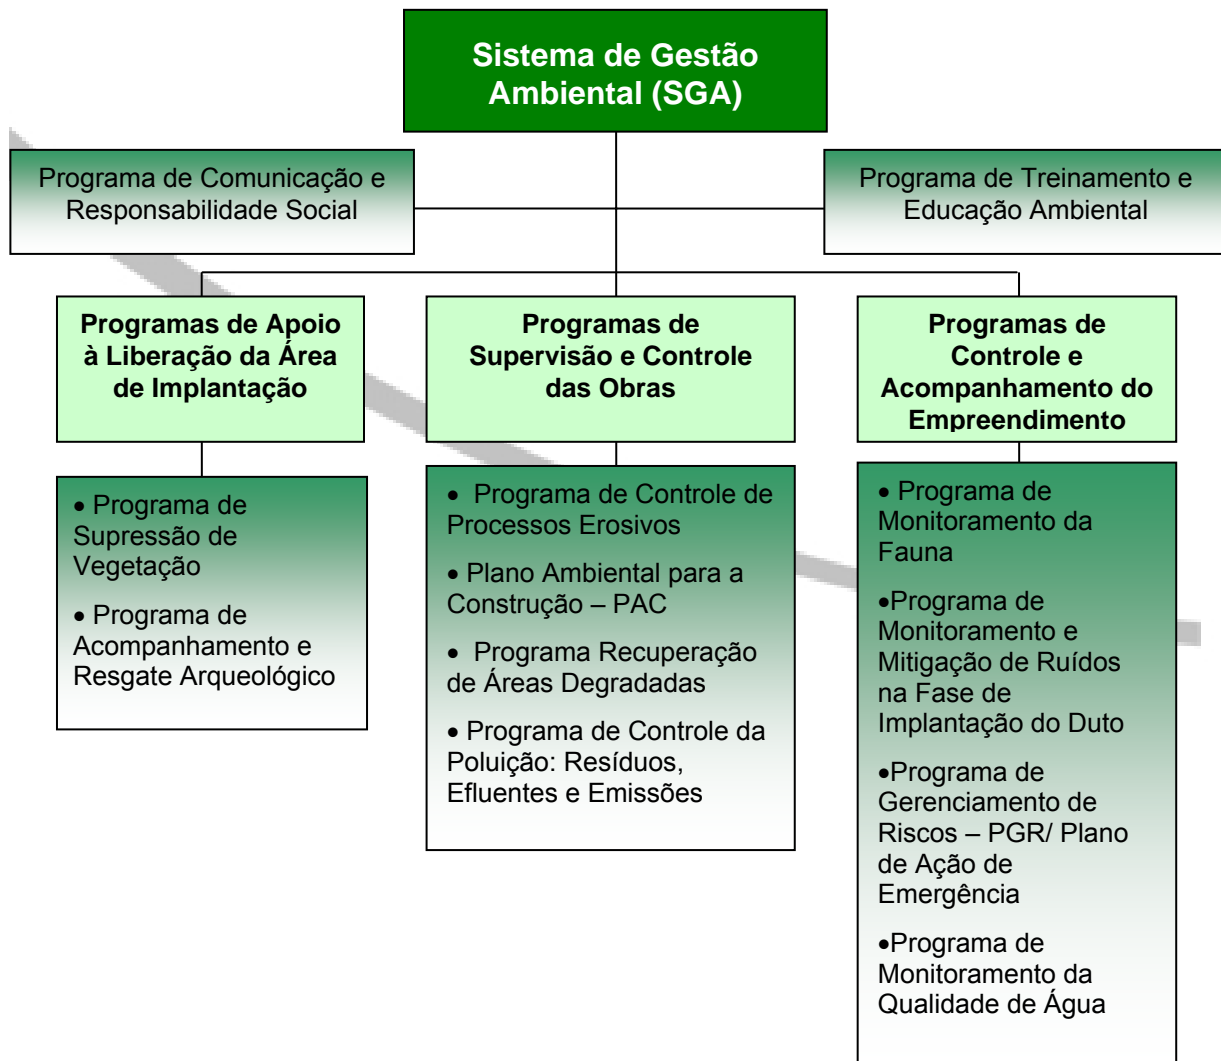 Sistema de Gestão
Ambiental (SGA)
Programa de Comunicação e
Responsabilidade Social
Programa de Treinamento e
Educação Ambiental
Programas de Apoio
à Liberação da Área
de Implantação
Programas de
Supervisão e Controle
das Obras
Programas de
Controle e
Acompanhamento do
Empreendimento
• Programa de
Supressão de
Vegetação
• Programa de
Acompanhamento e
Resgate Arqueológico
• Programa de Controle de
Processos Erosivos
• Plano Ambiental para a
Construção – PAC
• Programa Recuperação
de Áreas Degradadas
• Programa de Controle da
Poluição: Resíduos,
Efluentes e Emissões
• Programa de
Monitoramento da
Fauna
•Programa de
Monitoramento e
Mitigação de Ruídos
na Fase de
Implantação do Duto
•Programa de
Gerenciamento de
Riscos – PGR/ Plano
de Ação de
Emergência
•Programa de
Monitoramento da
Qualidade de Água